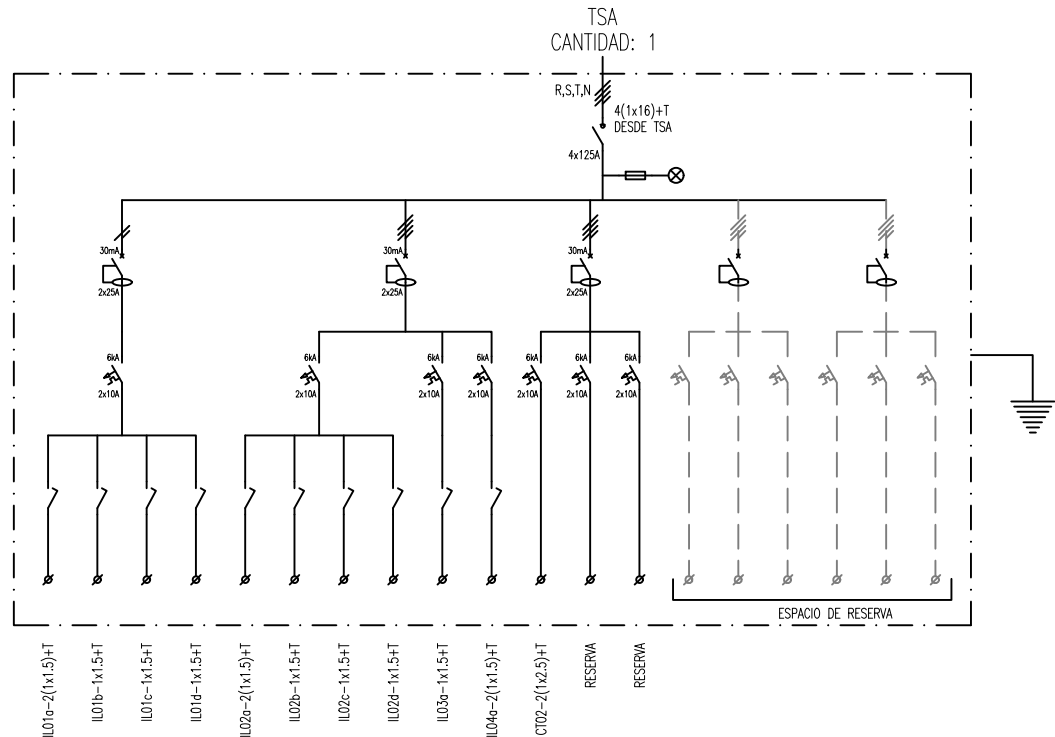 TSA
CANTIDAD: 1
R,S,T,N
4(1x16)+T
DESDE TSA
4x125A
30mA
2x25A
30mA
2x25A
30mA
2x25A
6kA
2x10A
6kA
2x10A
6kA
2x10A
6kA
2x10A
6kA
2x10A
6kA
2x10A
6kA
2x10A
ESPACIO DE RESERVA
IL01a-2(1x1.5)+T
IL01b-1x1.5+T
IL01c-1x1.5+T
IL01d-1x1.5+T
IL02a-2(1x1.5)+T
IL02b-1x1.5+T
IL02c-1x1.5+T
IL02d-1x1.5+T
IL03a-1x1.5+T
IL04a-2(1x1.5)+T
CT02-2(1x2.5)+T
RESERVA
RESERVA